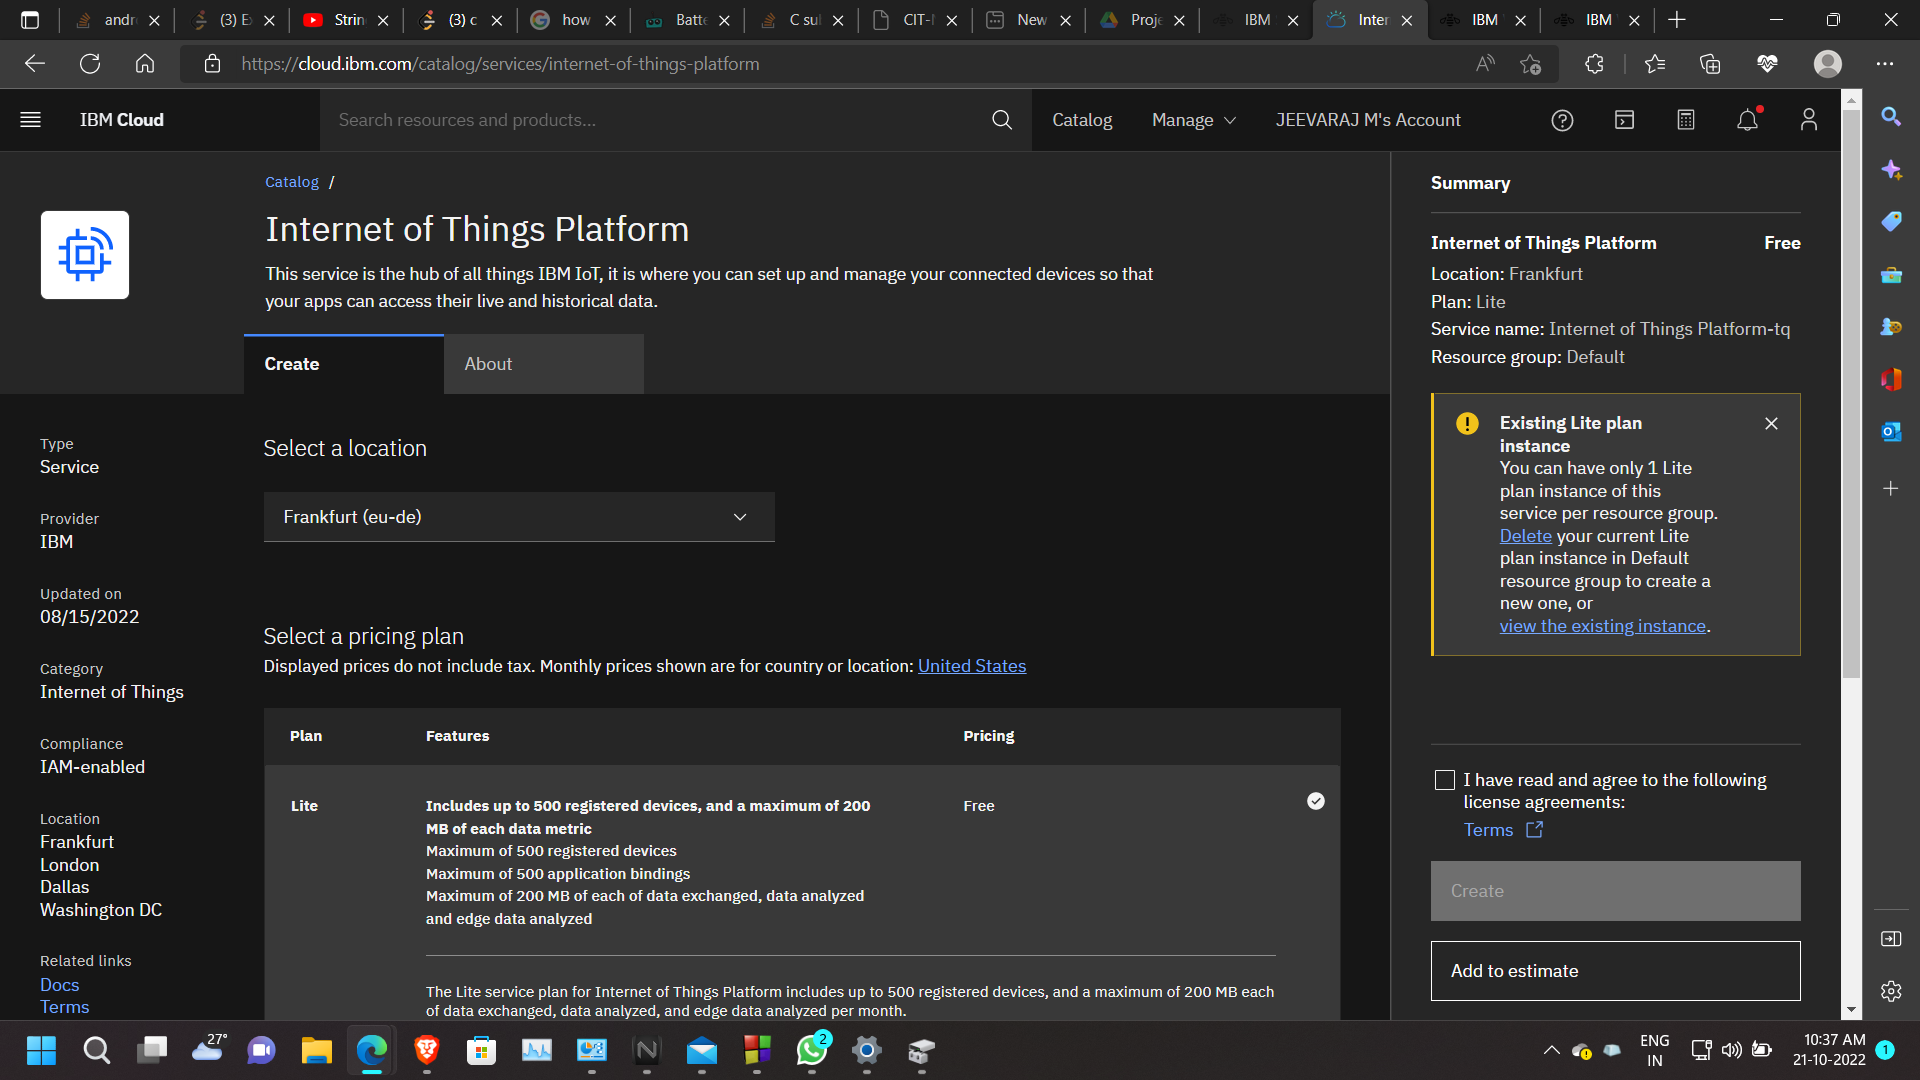 andr
(3) E
Strin
(3) c
how
Batte
C sul
CIT-I
New
Proje
IBM
Inter
IBM
IBM
https://cloud.ibm.com/catalog/services/internet-of-things-platform
IBM Cloud
Search resources and products...
Catalog
Manage
JEEVARAJ M's Account
Catalog /
Internet of Things Platform
This service is the hub of all things IBM IoT, it is where you can set up and manage your connected devices so that
your apps can access their live and historical data.
Create
About
Type
Service
Provider
IBM
Updated on
08/15/2022
Category
Internet of Things
Compliance
IAM-enabled
Location
Frankfurt
London
Dallas
Washington DC
Related links
Docs
Terms
Select a location
Frankfurt (eu-de)
Select a pricing plan
Displayed prices do not include tax. Monthly prices shown are for country or location: United States
Plan
Features
Pricing
Lite
Includes up to 500 registered devices, and a maximum of 200
MB of each data metric
Maximum of 500 registered devices
Maximum of 500 application bindings
Maximum of 200 MB of each of data exchanged, data analyzed
and edge data analyzed
Free
The Lite service plan for Internet of Things Platform includes up to 500 registered devices, and a maximum of 200 MB each
of data exchanged, data analyzed, and edge data analyzed per month.
Summary
Internet of Things Platform Free
Location: Frankfurt
Plan: Lite
Service name: Internet of Things Platform-tq
Resource group: Default
Existing Lite plan
instance
You can have only 1 Lite
plan instance of this
service per resource group.
Delete your current Lite
plan instance in Default
resource group to create a
new one, or
view the existing instance.
I have read and agree to the following
license agreements:
Terms
Create
Add to estimate
27°
2
ENG
IN
10:37 AM
21-10-2022
1